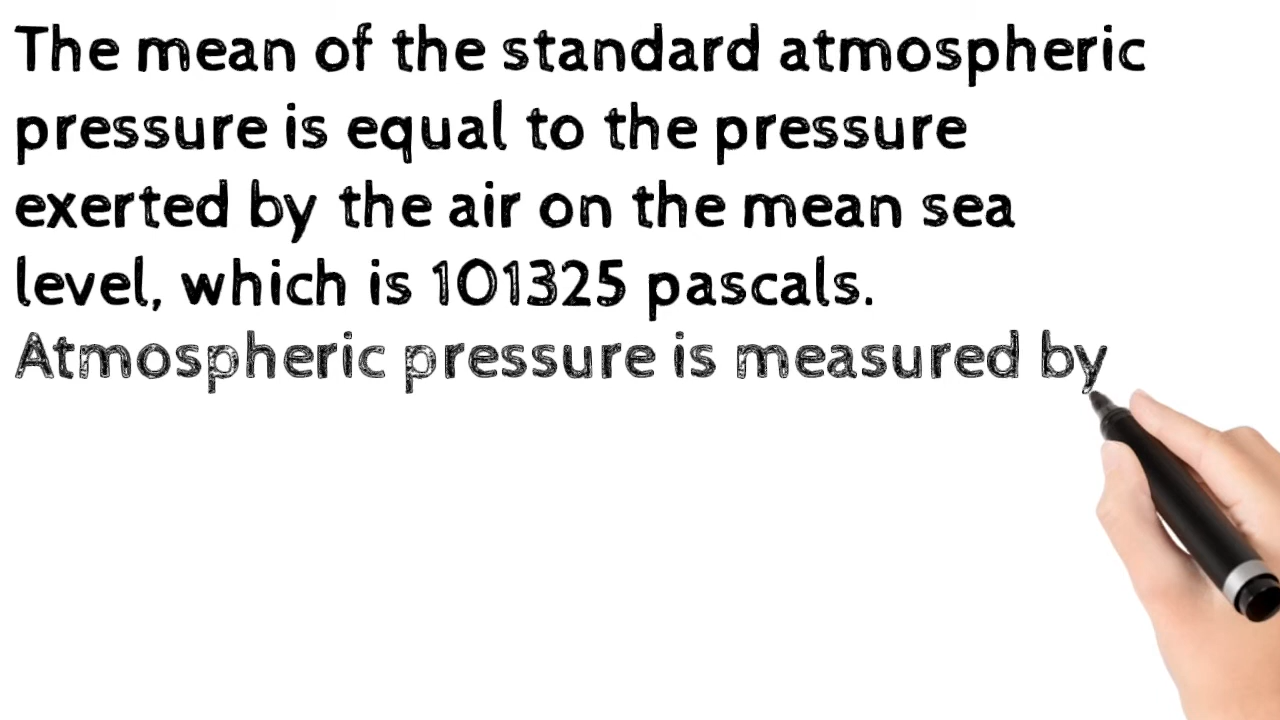 The mean of the standard atmospheric
pressure is equal to the pressure
exerted by the air on the mean sea
level, which is 101325 pascals.
Atmospheric pressure is measured by